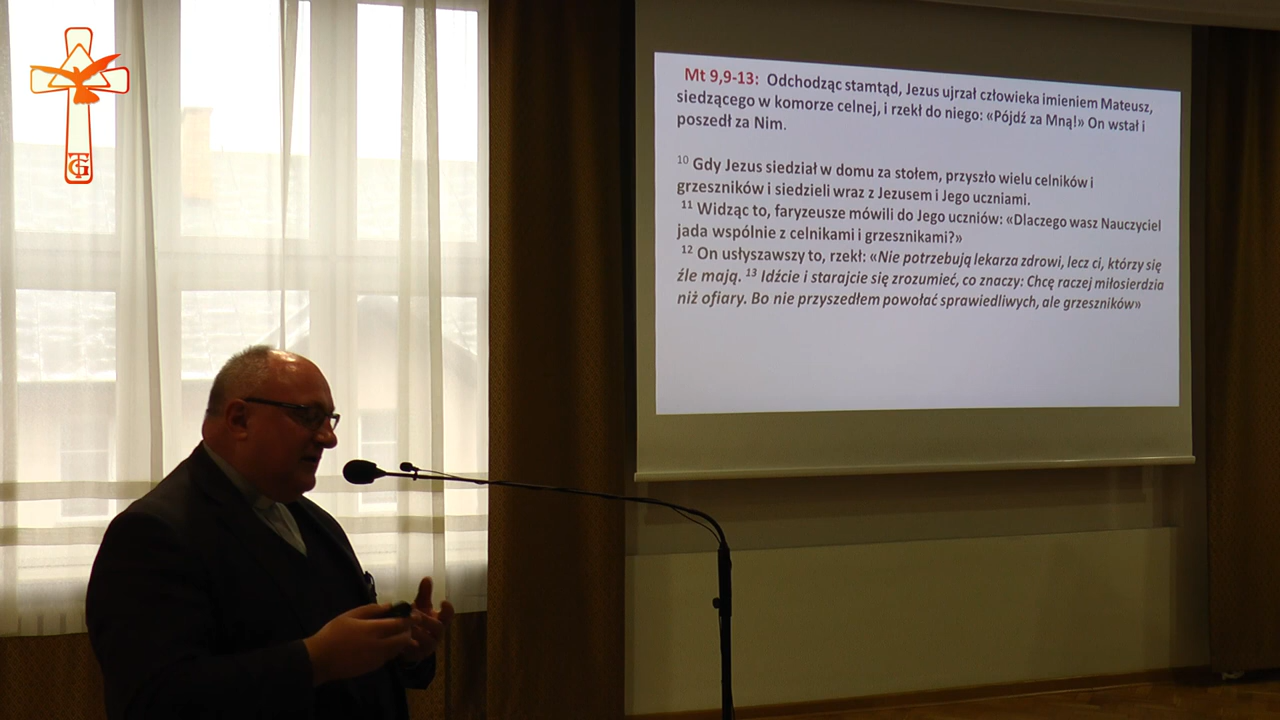 Mt 9,9-13: Odchodząc stamtąd, Jezus ujrzał człowieka imieniem Mateusz,
siedzącego w komorze celnej, i rzekł do niego: «Pójdź za Mną!» On wstał i
poszedł za Nim.
10 Gdy Jezus siedział w domu za stołem, przyszło wielu celników i
grzeszników i siedzieli wraz z Jezusem i Jego uczniami.
11 Widząc to, faryzeusze mówili do Jego uczniów: «Dlaczego wasz Nauczyciel
jada wspólnie z celnikami i grzesznikami?»
12 On usłyszawszy to, rzekł: «Nie potrzebują lekarza zdrowi, lecz ci, którzy się
źle mają. 13 Idźcie i starajcie się zrozumieć, co znaczy: Chcę raczej miłosierdzia
niż ofiary. Bo nie przyszedłem powołać sprawiedliwych, ale grzeszników»